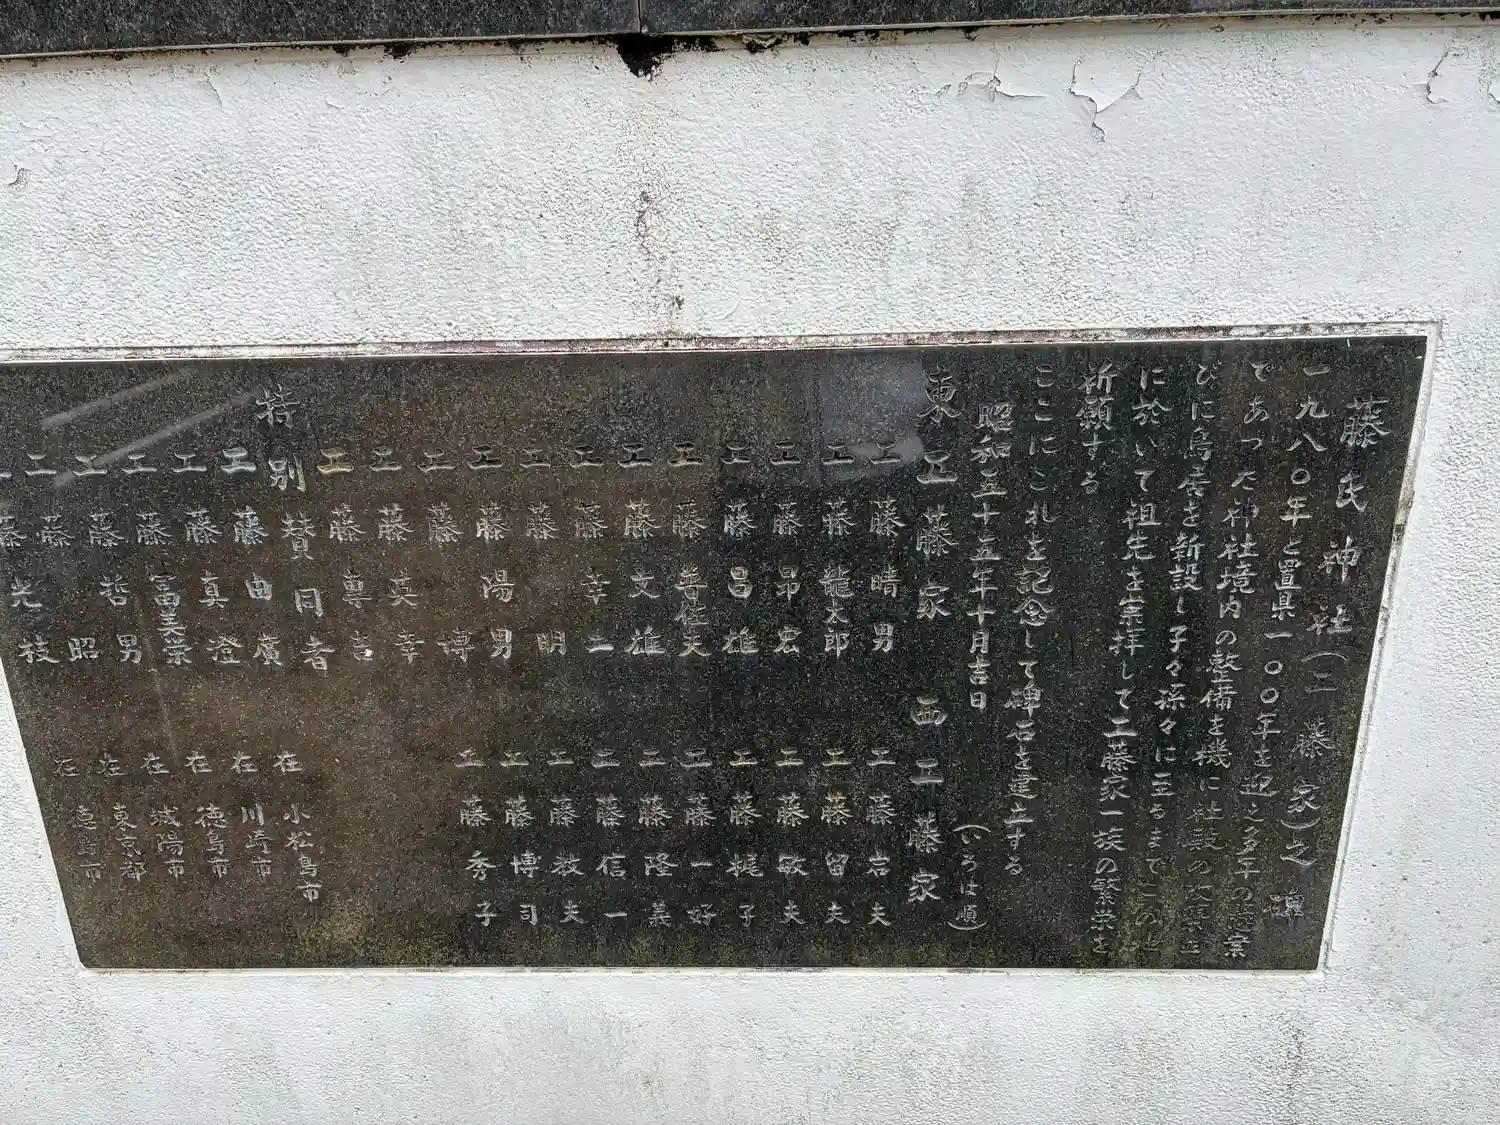 藤氏神社(工藤家)之碑
一九八〇年と置県一〇〇年を迎え多年の懸案
であった神社境内の整備を機に社殿の改築並
びに鳥居を新設し子々孫々に至るまでこの地
に於いて祖先を崇拝して工藤家一族の繁栄を
祈願する
ここにこれを記念して碑石を建立する
昭和五十五年十月吉日
(いろは順)
東工藤家 西工藤家
工藤晴男 工藤岩夫
工藤龍太郎 工藤留夫
工藤昴宏 工藤敏夫
工藤昌雄 工藤梶子
工藤普佐夫 工藤一好
工藤文雄 工藤隆義
工藤幸二 工藤信一
工藤明 工藤教夫
工藤陽男 工藤博司
工藤博 工藤秀子
工藤英幸
工藤専吉
特別賛同者
工藤由廣 在小松島市
工藤真澄 在川崎市
工藤富美栄 在徳島市
工藤哲男 在城陽市
工藤昭 在東京都
工藤光枝 在徳島市